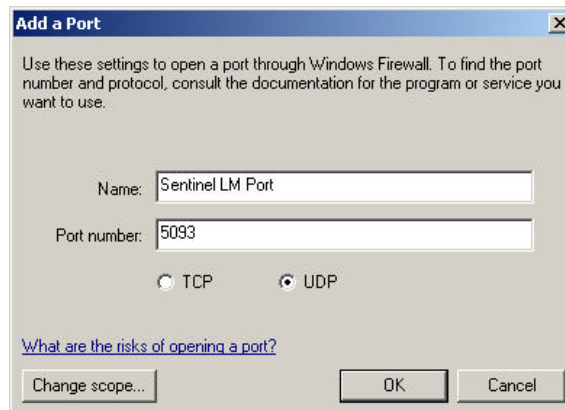 Add a Port
Use these settings to open a port through Windows Firewall. To find the port
number and protocol, consult the documentation for the program or service you
want to use.
Name: Sentinel LM Port
Port number: 5093
TCP UDP
What are the risks of opening a port?
Change scope... OK Cancel